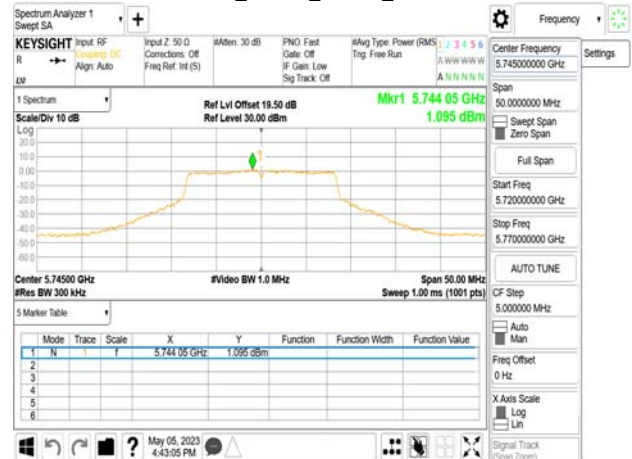 Spectrum Analyzer 1
Swept SA
+
Frequency
KEYSIGHT
R
Input: RF
Coupling: DC
Align: Auto
Input Z: 50 Ω
Corrections: Off
Freq Ref: Int (S)
#Atten: 30 dB
PNO: Fast
Gate: Off
IF Gain: Low
Sig Track: Off
#Avg Type: Power (RMS
Trig: Free Run
1 2 3 4 5 6
A W W W W W
A N N N N N
Center Frequency
5.745000000 GHz
Settings
Span
50.0000000 MHz
Swept Span
Zero Span
Full Span
Start Freq
5.720000000 GHz
Stop Freq
5.770000000 GHz
AUTO TUNE
CF Step
5.000000 MHz
Auto
Man
Freq Offset
0 Hz
X Axis Scale
Log
Lin
Signal Track
(Span Zoom)
1 Spectrum
Scale/Div 10 dB
Ref Lvl Offset 19.50 dB
Ref Level 30.00 dBm
Mkr1 5.744 05 GHz
1.095 dBm
Log
20.0
10.0
0.00
-10.0
-20.0
-30.0
-40.0
-50.0
-60.0
1
Center 5.74500 GHz
#Res BW 300 kHz
#Video BW 1.0 MHz
Span 50.00 MHz
Sweep 1.00 ms (1001 pts)
5 Marker Table
Mode Trace Scale X Y Function Function Width Function Value
1 N 1 f 5.744 05 GHz 1.095 dBm
2
3
4
5
6
? May 05, 2023
4:43:05 PM